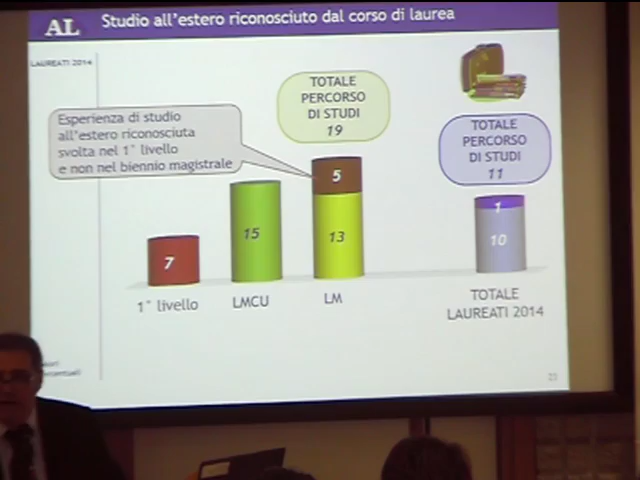 AL
Studio all'estero riconosciuto dal corso di laurea
LAUREATI 2014
TOTALE
PERCORSO
DI STUDI
19
Esperienza di studio
all'estero riconosciuta
svolta nel 1° livello
e non nel biennio magistrale
TOTALE
PERCORSO
DI STUDI
11
5
1
7
15
13
10
1° livello
LMCU
LM
TOTALE
LAUREATI 2014